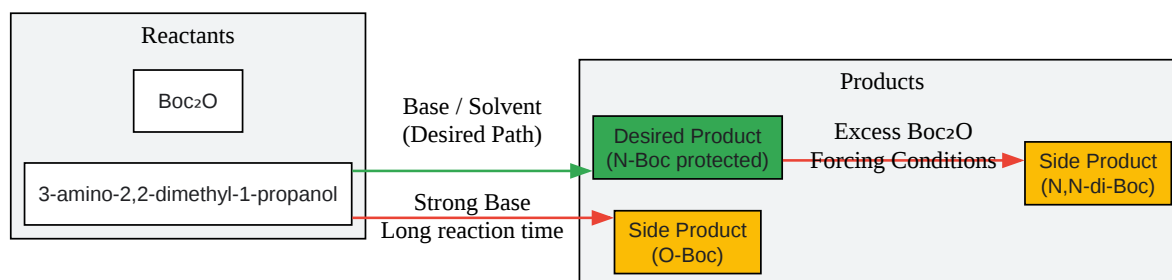 Reactants
Boc₂O
3-amino-2,2-dimethyl-1-propanol
Base / Solvent
(Desired Path)
Strong Base
Long reaction time
Products
Desired Product
(N-Boc protected)
Excess Boc₂O
Forcing Conditions
Side Product
(N,N-di-Boc)
Side Product
(O-Boc)